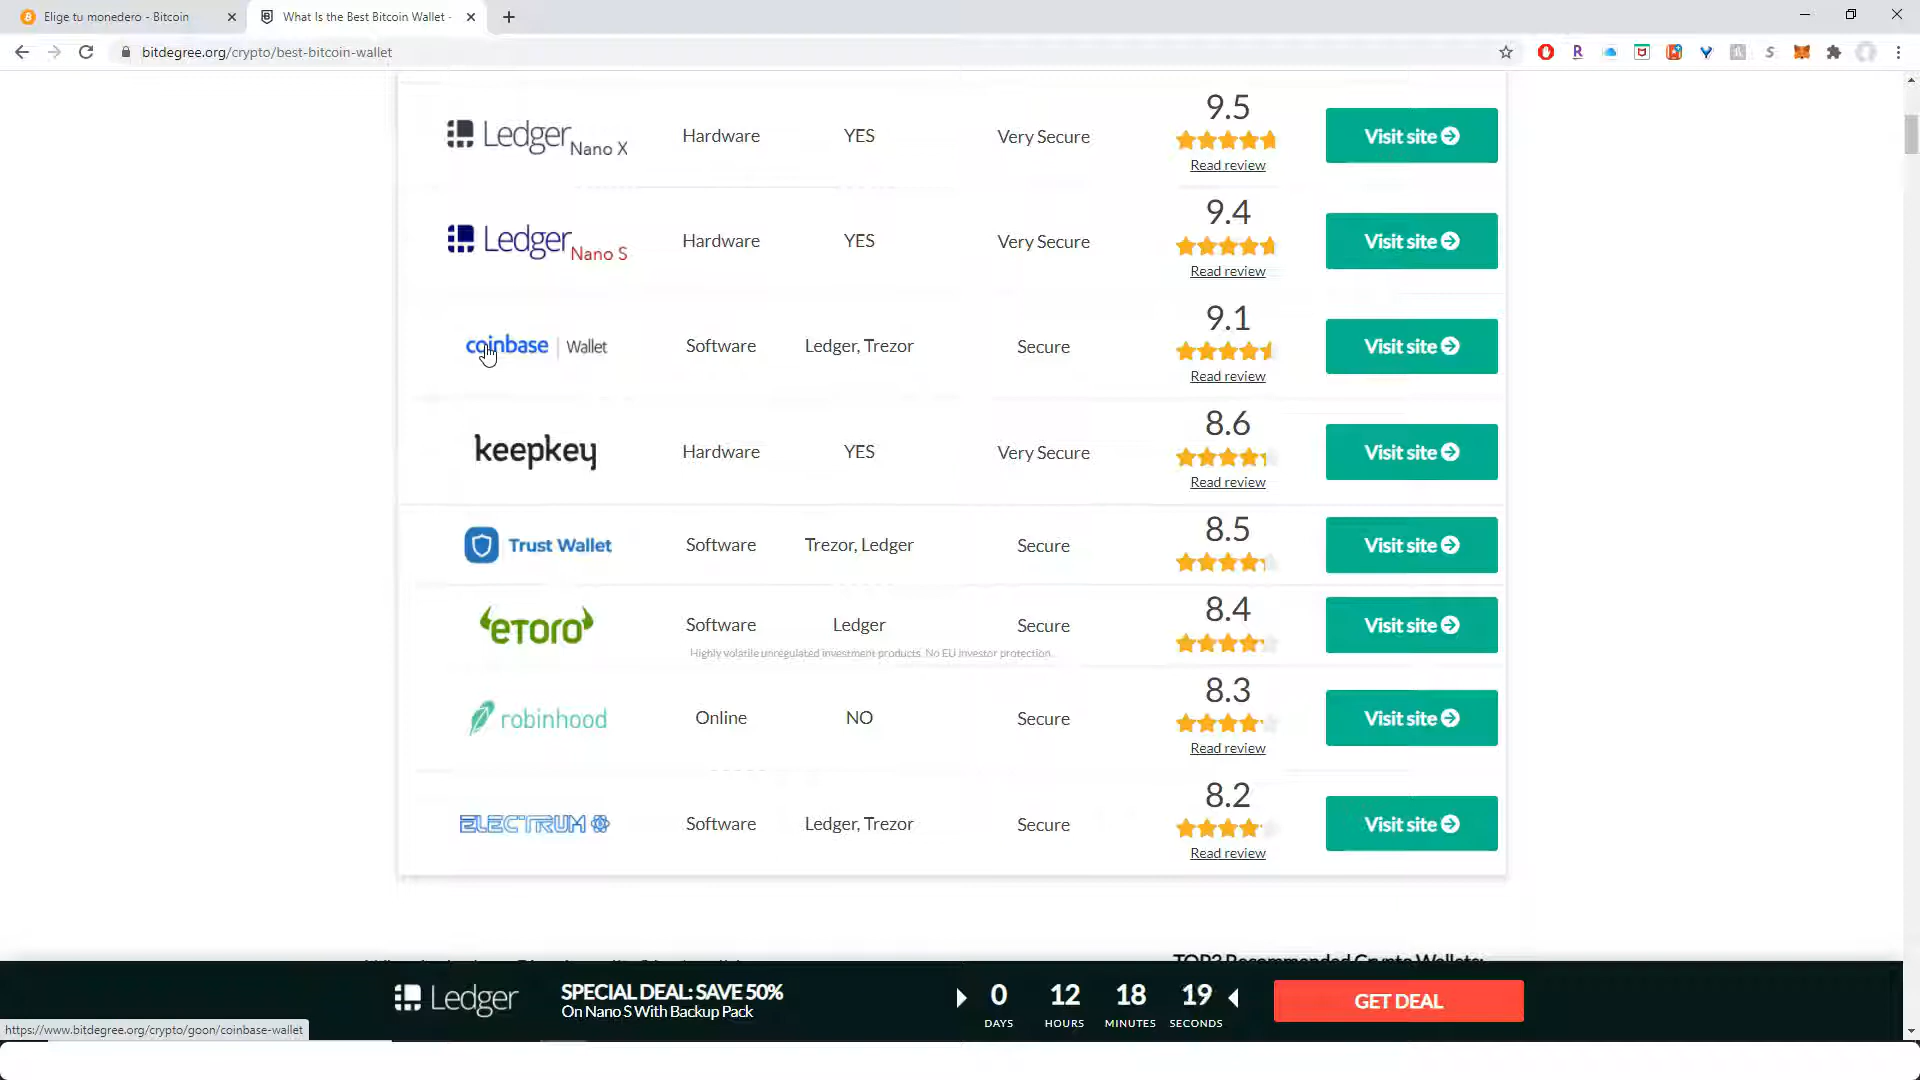 Elige tu monedero - Bitcoin
What Is the Best Bitcoin Wallet -
bitdegree.org/crypto/best-bitcoin-wallet
Ledger Nano X Hardware YES Very Secure 9.5 Visit site
Read review
Ledger Nano S Hardware YES Very Secure 9.4 Visit site
Read review
coinbase | Wallet Software Ledger, Trezor Secure 9.1 Visit site
Read review
keepkey Hardware YES Very Secure 8.6 Visit site
Read review
Trust Wallet Software Trezor, Ledger Secure 8.5 Visit site
eTORO Software Ledger Secure 8.4 Visit site
Highly volatile unregulated investment products. No EU investor protection.
robinhood Online NO Secure 8.3 Visit site
Read review
ELECTRUM Software Ledger, Trezor Secure 8.2 Visit site
Read review
TOP3 Recommended Crypto Wallets:
Ledger
SPECIAL DEAL: SAVE 50%
On Nano S With Backup Pack
0 12 18 19
DAYS HOURS MINUTES SECONDS
GET DEAL
https://www.bitdegree.org/crypto/goon/coinbase-wallet